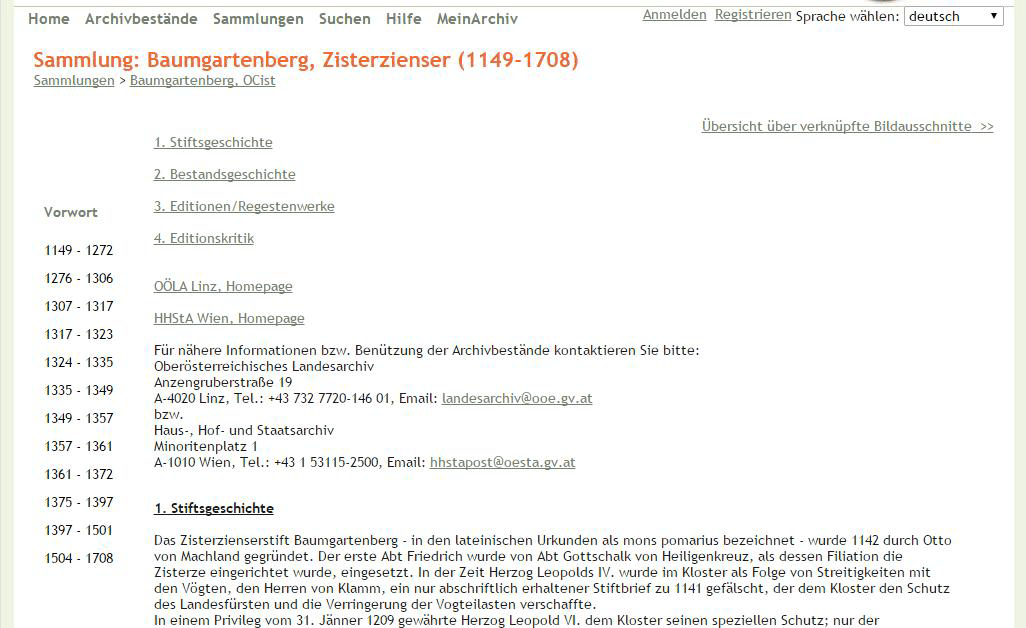 Home Archivbestände Sammlungen Suchen Hilfe MeinArchiv
Anmelden Registrieren Sprache wählen: deutsch
Sammlung: Baumgartenberg, Zisterzienser (1149-1708)
Sammlungen > Baumgartenberg, OCist
Übersicht über verknüpfte Bildausschnitte >>
Vorwort
1149 - 1272
1276 - 1306
1307 - 1317
1317 - 1323
1324 - 1335
1335 - 1349
1349 - 1357
1357 - 1361
1361 - 1372
1375 - 1397
1397 - 1501
1504 - 1708
1. Stiftsgeschichte
2. Bestandsgeschichte
3. Editionen/Regestenwerke
4. Editionskritik
OÖLA Linz, Homepage
HHStA Wien, Homepage
Für nähere Informationen bzw. Benützung der Archivbestände kontaktieren Sie bitte:
Oberösterreichisches Landesarchiv
Anzengruberstraße 19
A-4020 Linz, Tel.: +43 732 7720-146 01, Email: landesarchiv@ooe.gv.at
bzw.
Haus-, Hof- und Staatsarchiv
Minoritenplatz 1
A-1010 Wien, Tel.: +43 1 53115-2500, Email: hhstapost@oesta.gv.at
1. Stiftsgeschichte
Das Zisterzienserstift Baumgartenberg - in den lateinischen Urkunden als mons pomarius bezeichnet - wurde 1142 durch Otto
von Machland gegründet. Der erste Abt Friedrich wurde von Abt Gottschalk von Heiligenkreuz, als dessen Filiation die
Zisterze eingerichtet wurde, eingesetzt. In der Zeit Herzog Leopolds IV. wurde im Kloster als Folge von Streitigkeiten mit
den Vögten, den Herren von Klamm, ein nur abschriftlich erhaltener Stiftbrief zu 1141 gefälscht, der dem Kloster den Schutz
des Landesfürsten und die Verringerung der Vogteilasten verschaffte.
In einem Privileg vom 31. Jänner 1209 gewährte Herzog Leopold VI. dem Kloster seinen speziellen Schutz; nur der